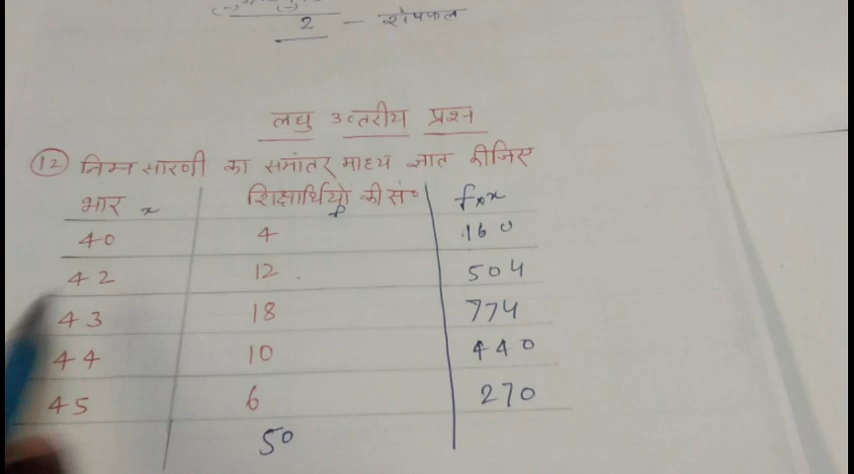 2 - शेषफल
लघु उत्तरीय प्रश्न
(12) निम्न सारणी का समांतर माध्य ज्ञात कीजिए
भार x शिक्षार्थियो की सं० f f×x
40 4 160
42 12 504
43 18 774
44 10 440
45 6 270
50